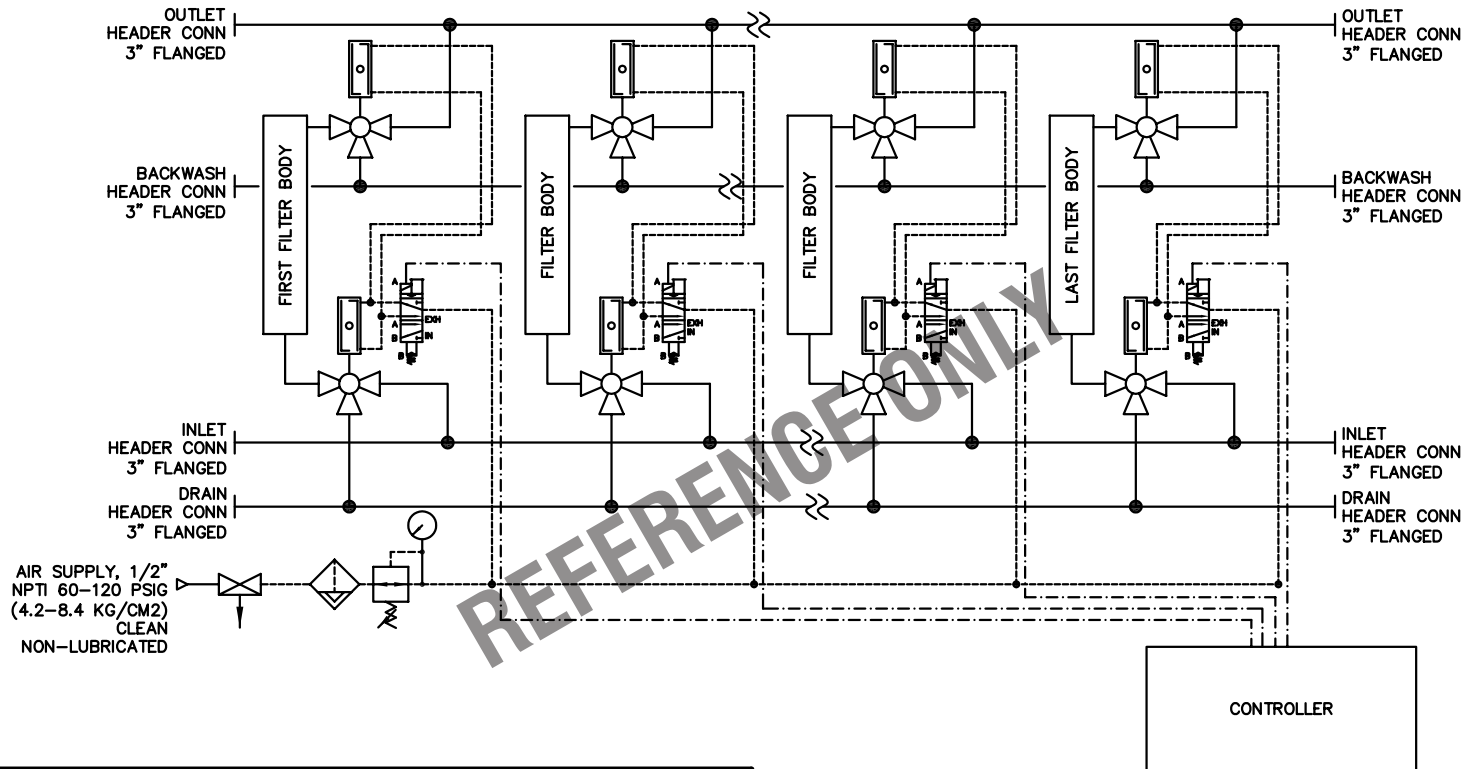 OUTLET
HEADER CONN
3" FLANGED
OUTLET
HEADER CONN
3" FLANGED
BACKWASH
HEADER CONN
3" FLANGED
FIRST FILTER BODY
FILTER BODY
FILTER BODY
LAST FILTER BODY
BACKWASH
HEADER CONN
3" FLANGED
A
A
B
B
EXH
IN
A
A
B
B
EXH
IN
A
A
B
B
EXH
IN
A
A
B
B
EXH
IN
INLET
HEADER CONN
3" FLANGED
INLET
HEADER CONN
3" FLANGED
DRAIN
HEADER CONN
3" FLANGED
DRAIN
HEADER CONN
3" FLANGED
AIR SUPPLY, 1/2"
NPTI 60-120 PSIG
(4.2-8.4 KG/CM2)
CLEAN
NON-LUBRICATED
REFERENCE ONLY
CONTROLLER